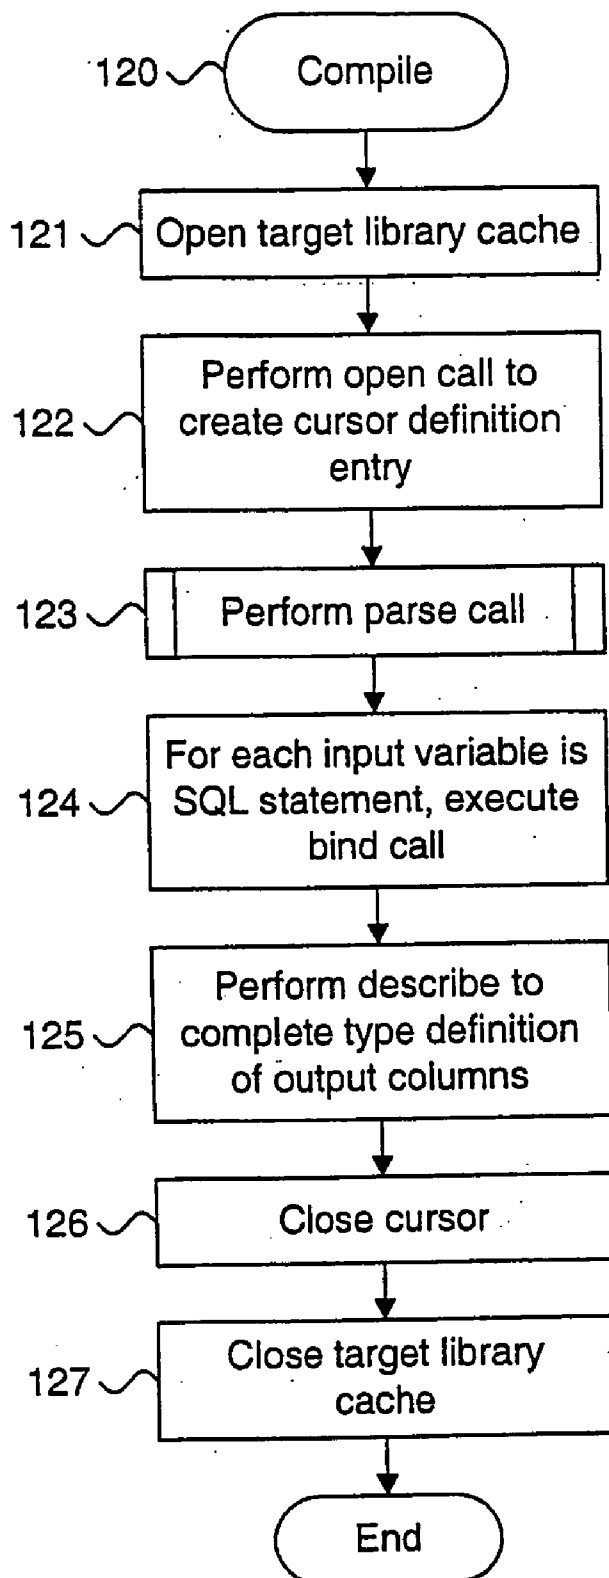 120
Compile
121
Open target library cache
122
Perform open call to
create cursor definition
entry
123
Perform parse call
124
For each input variable is
SQL statement, execute
bind call
125
Perform describe to
complete type definition
of output columns
126
Close cursor
127
Close target library
cache
End